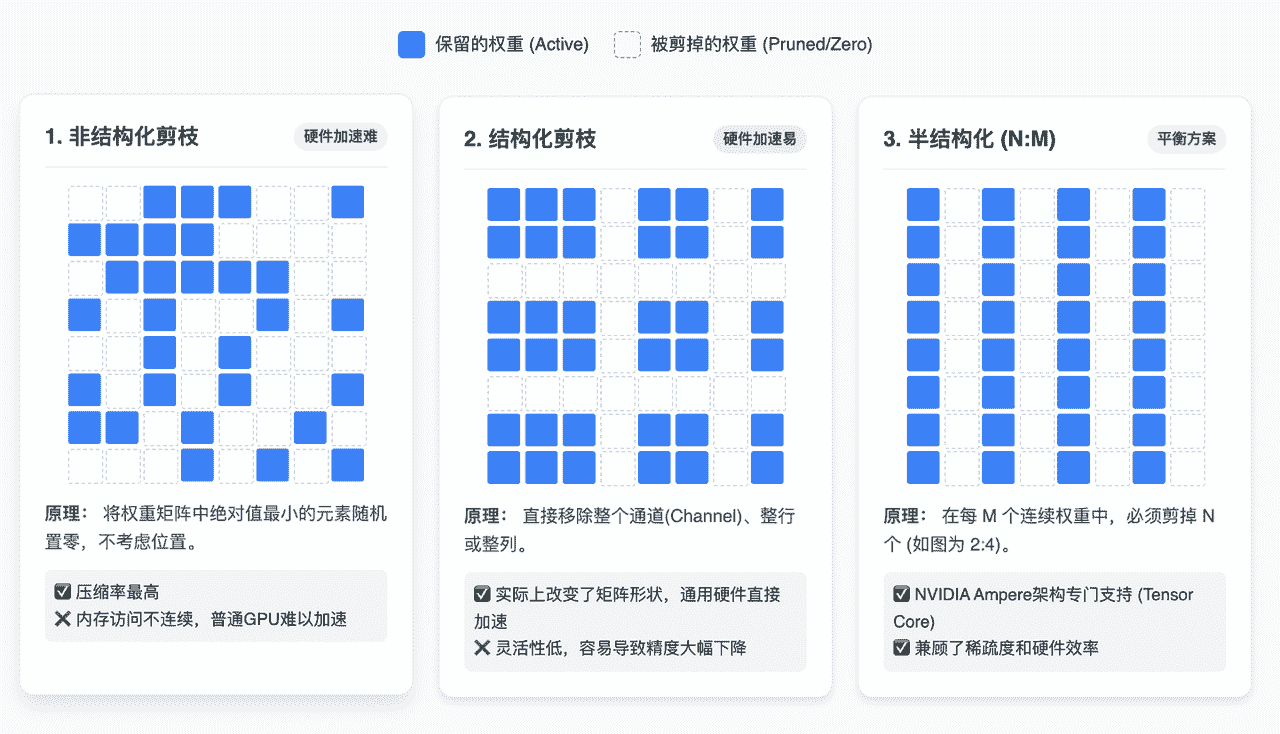 保留的权重 (Active)
被剪掉的权重 (Pruned/Zero)
1. 非结构化剪枝
硬件加速难
原理： 将权重矩阵中绝对值最小的元素随机
置零，不考虑位置。
☑ 压缩率最高
✕ 内存访问不连续，普通GPU难以加速
2. 结构化剪枝
硬件加速易
原理： 直接移除整个通道(Channel)、整行
或整列。
☑ 实际上改变了矩阵形状，通用硬件直接
加速
✕ 灵活性低，容易导致精度大幅下降
3. 半结构化 (N:M)
平衡方案
原理： 在每 M 个连续权重中，必须剪掉 N
个 (如图为 2:4)。
☑ NVIDIA Ampere架构专门支持 (Tensor
Core)
☑ 兼顾了稀疏度和硬件效率